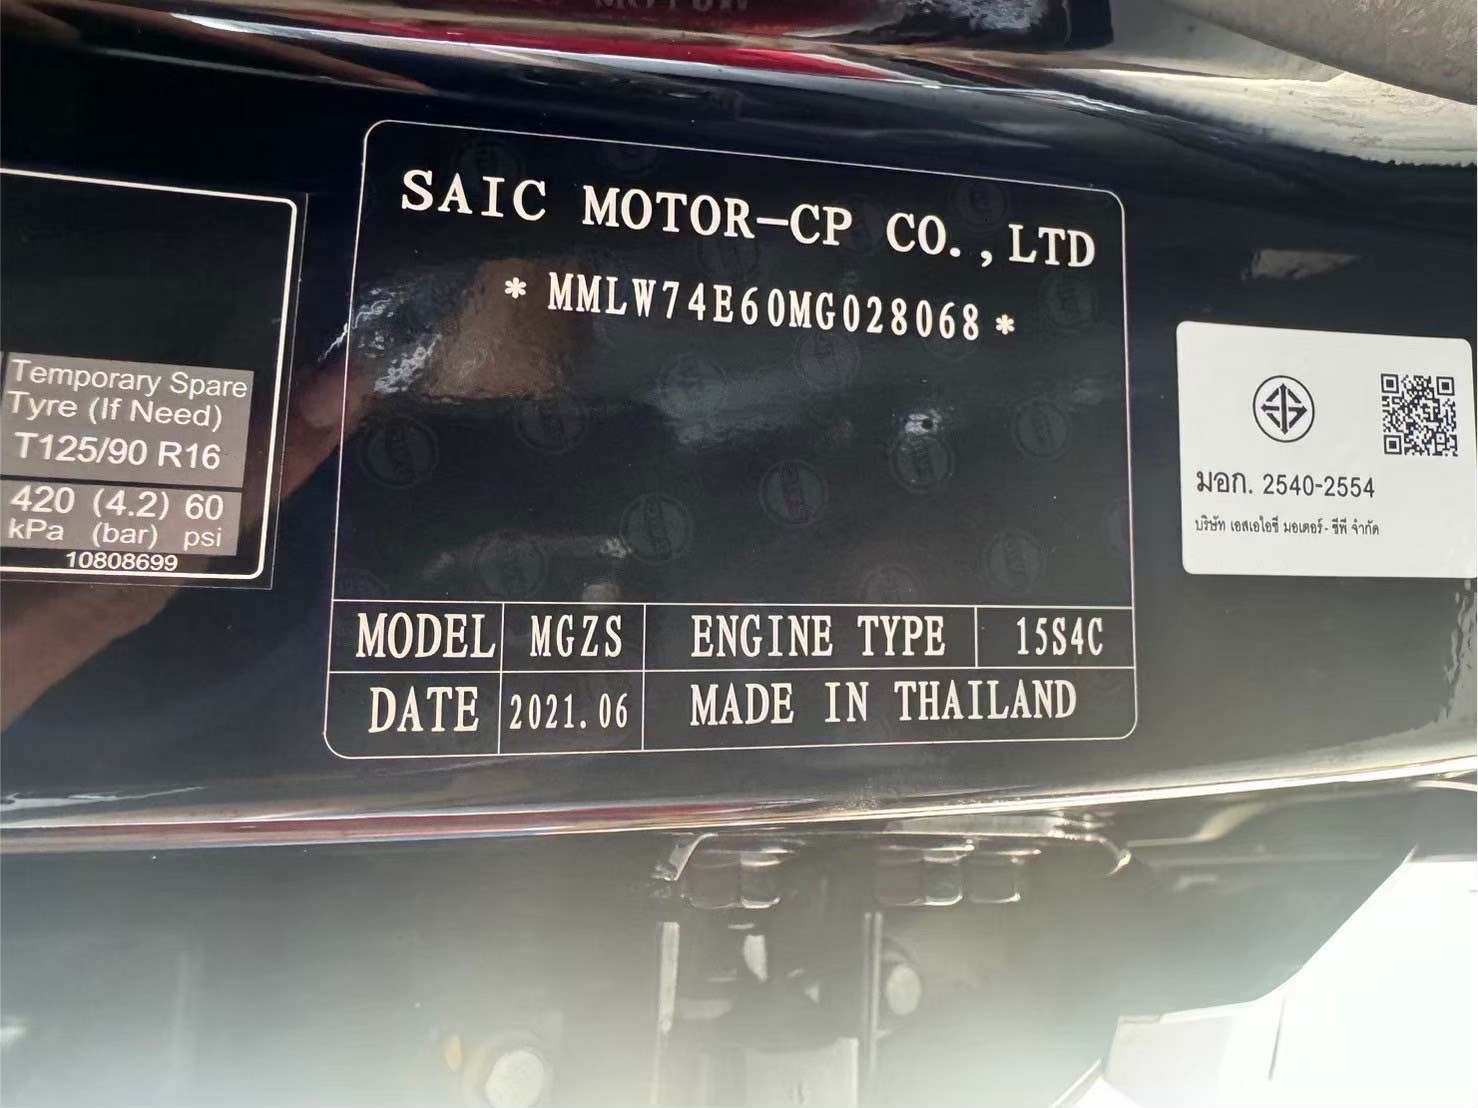 SAIC MOTOR-CP CO.,LTD
*MMLW74E60MG028068*
Temporary Spare
Tyre (If Need)
T125/90 R16
420 (4.2) 60
kPa (bar) psi
10808699
มอก. 2540-2554
บริษัท เอสเอไอซี มอเตอร์- ซีพี จำกัด
MODEL MGZS ENGINE TYPE 15S4C
DATE 2021.06 MADE IN THAILAND